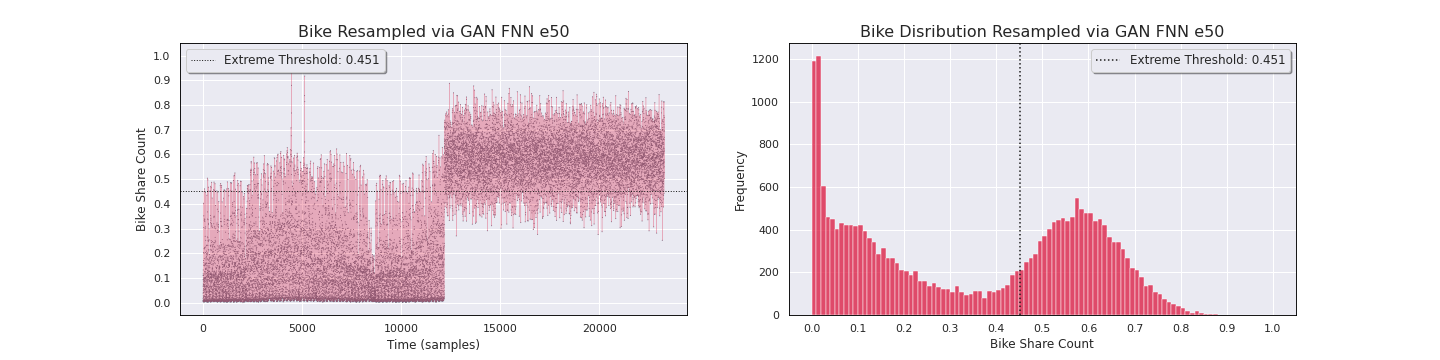 Bike Resampled via GAN FNN e50
Extreme Threshold: 0.451
Bike Share Count
1.0
0.9
0.8
0.7
0.6
0.5
0.4
0.3
0.2
0.1
0.0
0 5000 10000 15000 20000
Time (samples)
Bike Disribution Resampled via GAN FNN e50
Extreme Threshold: 0.451
Frequency
1200
1000
800
600
400
200
0
0.0 0.1 0.2 0.3 0.4 0.5 0.6 0.7 0.8 0.9 1.0
Bike Share Count